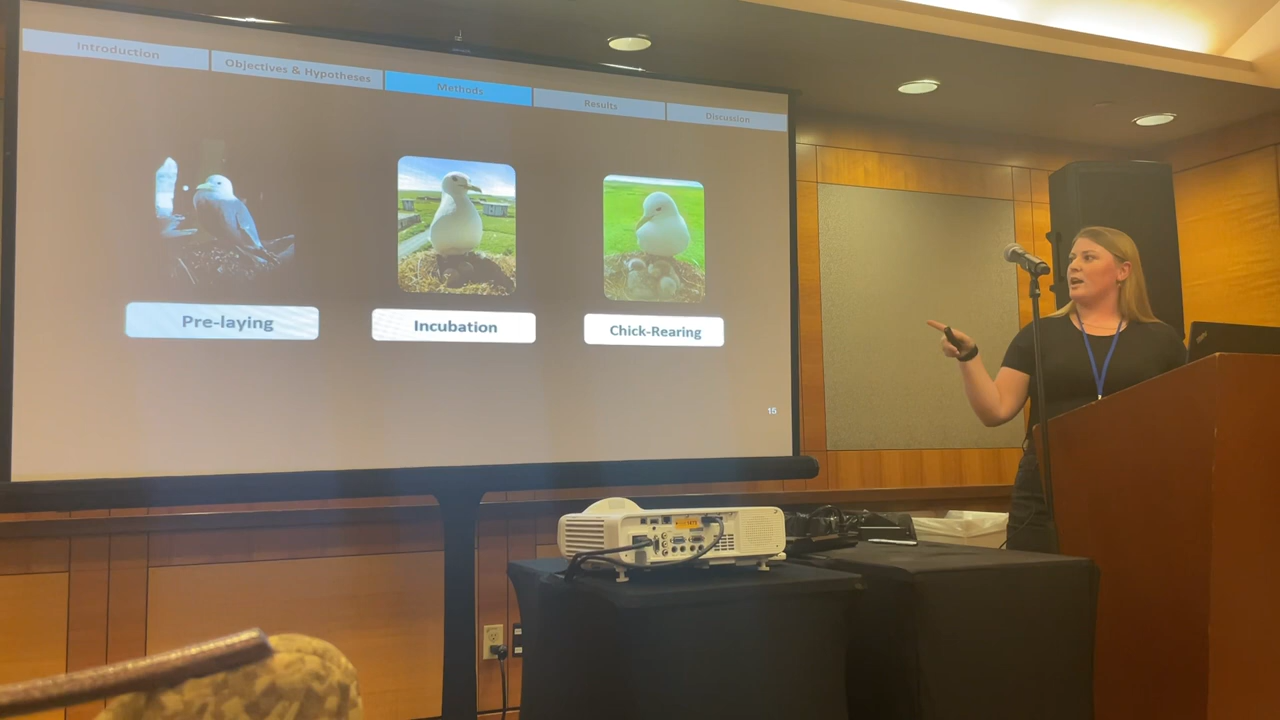 Introduction
Objectives & Hypotheses
Methods
Results
Discussion
Pre-laying
Incubation
Chick-Rearing
15